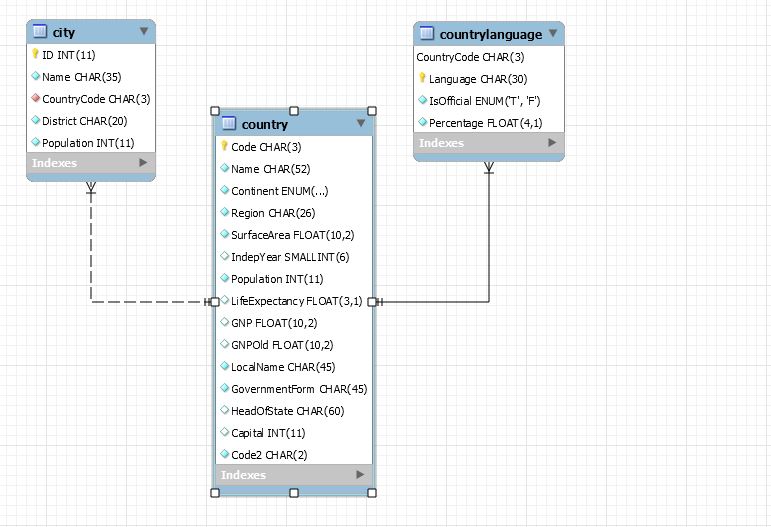 city
ID INT(11)
Name CHAR(35)
CountryCode CHAR(3)
District CHAR(20)
Population INT(11)
Indexes
country
Code CHAR(3)
Name CHAR(52)
Continent ENUM(...)
Region CHAR(26)
SurfaceArea FLOAT(10,2)
IndepYear SMALLINT(6)
Population INT(11)
LifeExpectancy FLOAT(3,1)
GNP FLOAT(10,2)
GNPOld FLOAT(10,2)
LocalName CHAR(45)
GovernmentForm CHAR(45)
HeadOfState CHAR(60)
Capital INT(11)
Code2 CHAR(2)
Indexes
countrylanguage
CountryCode CHAR(3)
Language CHAR(30)
IsOfficial ENUM('T', 'F')
Percentage FLOAT(4,1)
Indexes